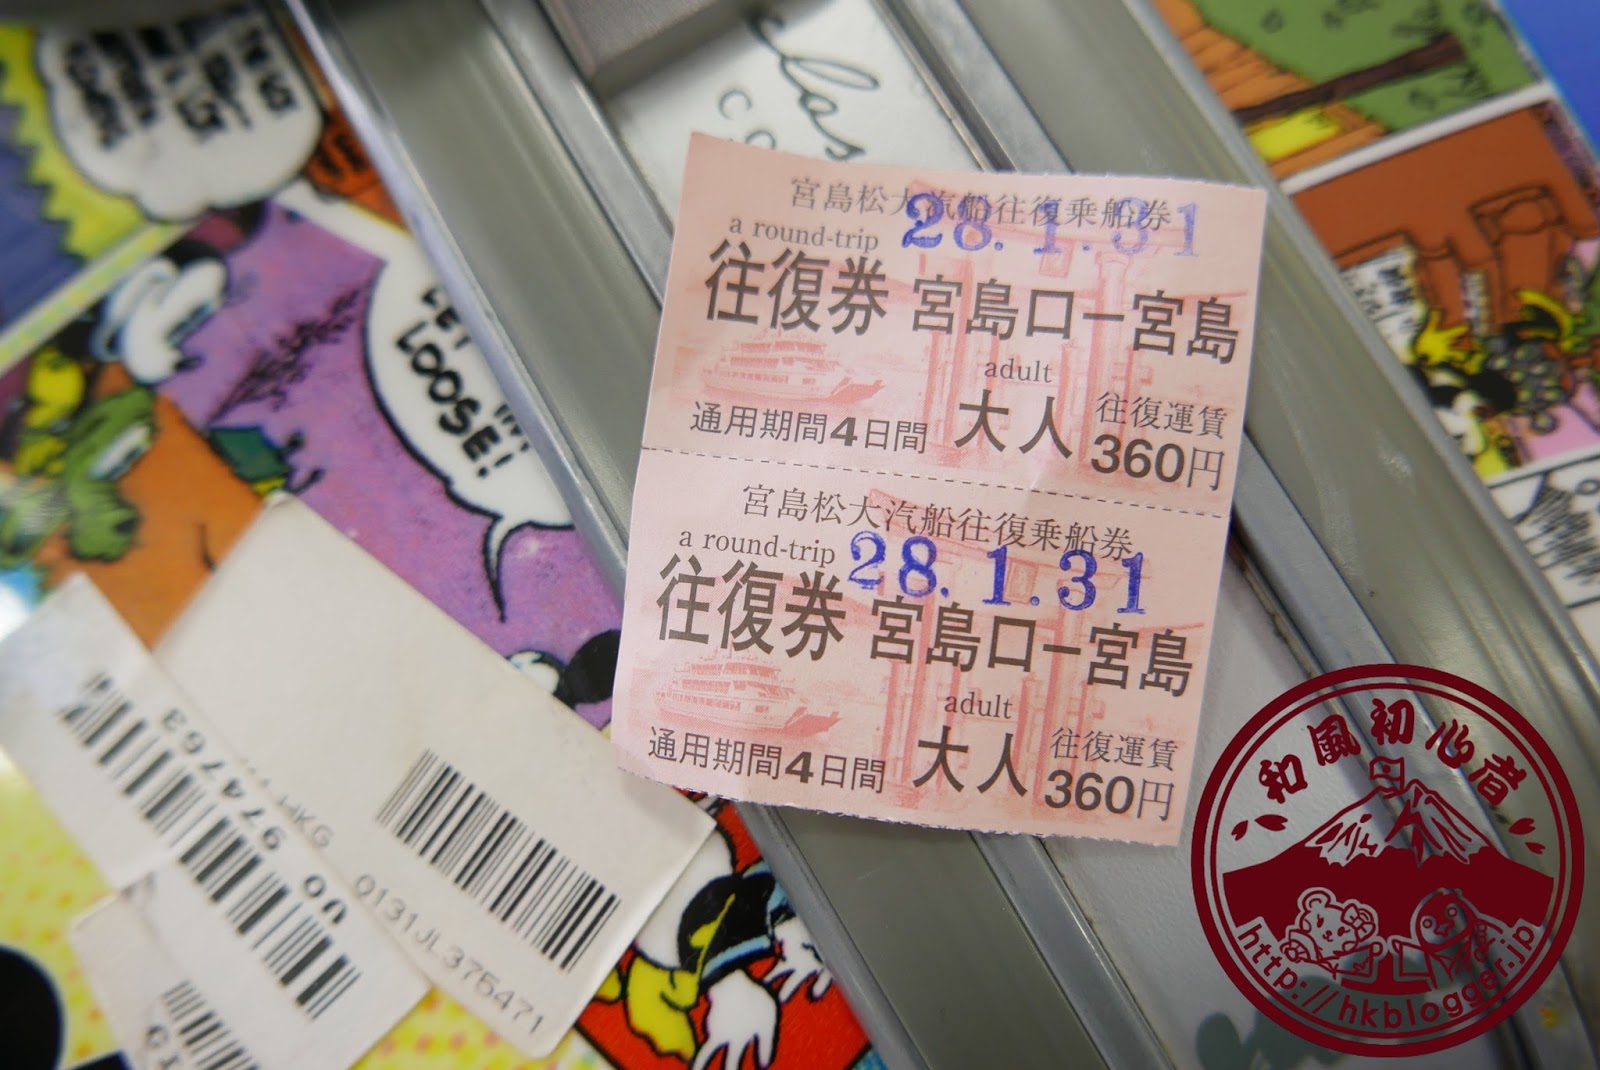 宮島松大汽船往復乗船券
28.1.31
a round-trip
往復券 宮島口ー宮島
adult
通用期間4日間 大人 往復運賃
360円
宮島松大汽船往復乗船券
28.1.31
a round-trip
往復券 宮島口ー宮島
adult
通用期間4日間 大人 往復運賃
360円
LOOSE!
HKG
0131JL375471
UO 974763
和風初心者
http://hkblogger.jp